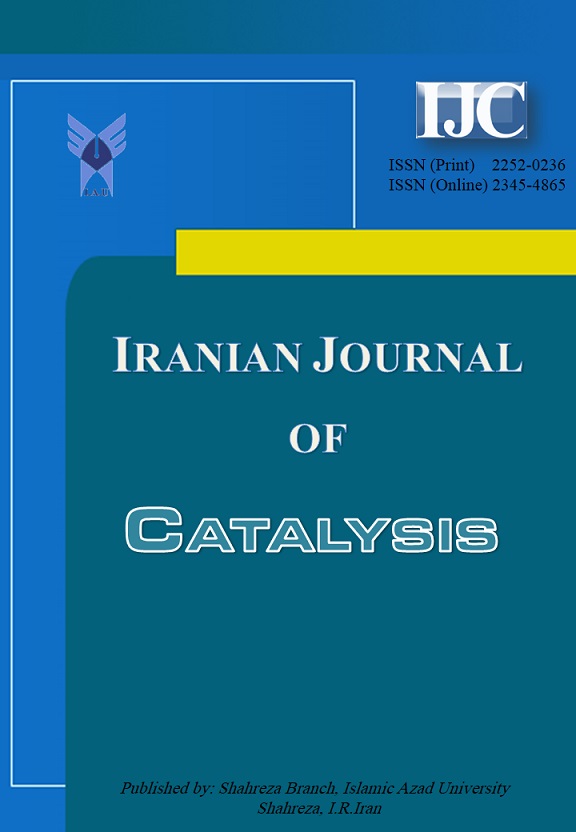 IJC
ISSN (Print) 2252-0236
ISSN (Online) 2345-4865
I.A.U
IRANIAN JOURNAL
OF
CATALYSIS
Published by: Shahreza Branch, Islamic Azad University
Shahreza, I.R.Iran